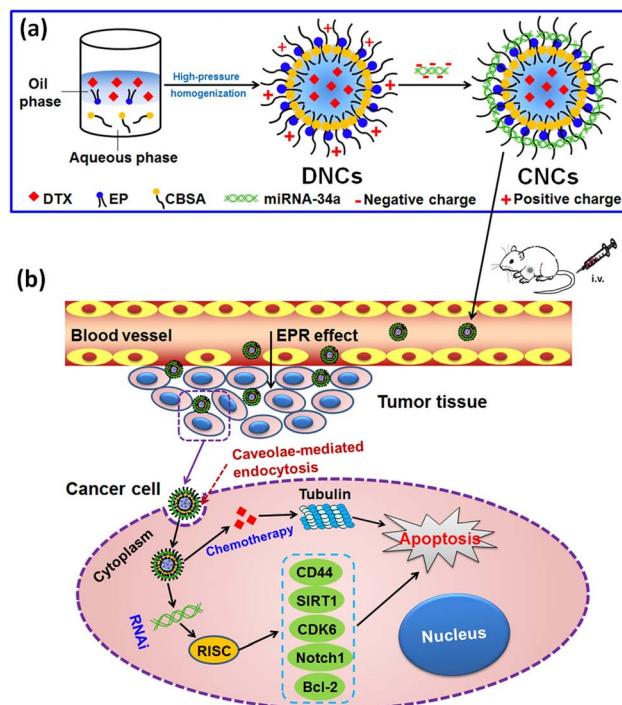 (a)
Oil
phase
Aqueous phase
High-pressure
homogenization
DNCs
CNCs
DTX
EP
CBSA
miRNA-34a
Negative charge
Positive charge
i.v.
(b)
Blood vessel
EPR effect
Tumor tissue
Caveolae-mediated
endocytosis
Cancer cell
Cytoplasm
Chemotherapy
Tubulin
Apoptosis
RNAi
RISC
CD44
SIRT1
CDK6
Notch1
Bcl-2
Nucleus